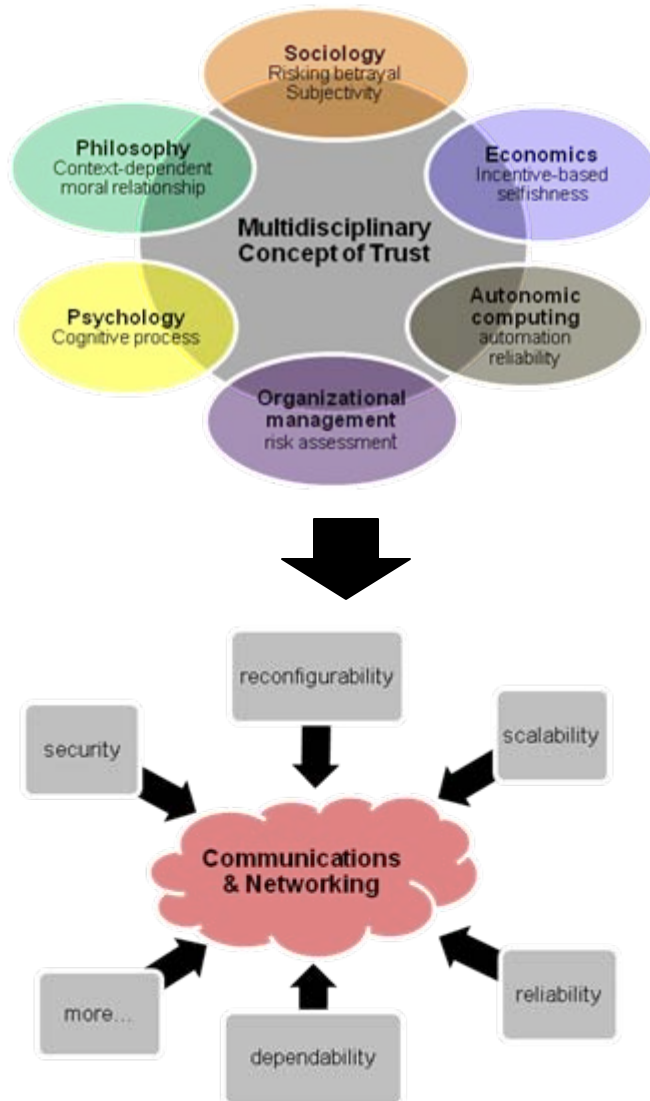 Sociology
Risking betrayal
Subjectivity
Philosophy
Context-dependent
moral relationship
Economics
Incentive-based
selfishness
Multidisciplinary
Concept of Trust
Psychology
Cognitive process
Autonomic
computing
automation
reliability
Organizational
management
risk assessment
reconfigurability
security
scalability
Communications
& Networking
more...
dependability
reliability